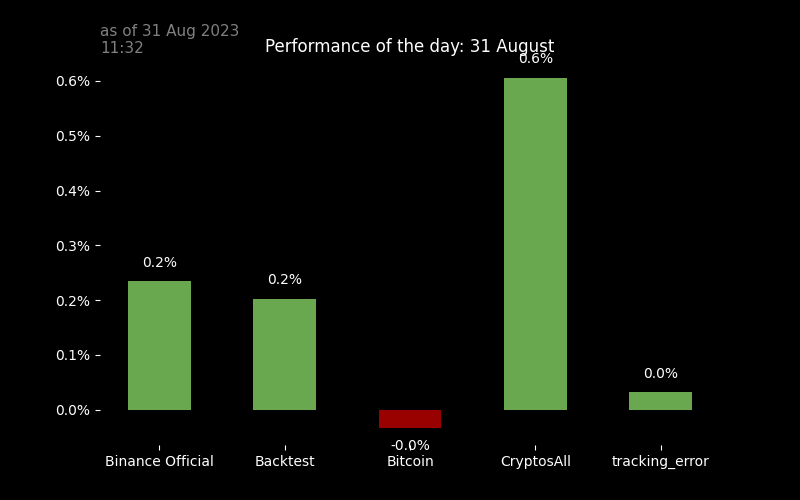 as of 31 Aug 2023
11:32
Performance of the day: 31 August
0.6%
0.6%
0.5%
0.4%
0.3%
0.2%
0.1%
0.0%
0.2%
0.2%
-0.0%
0.0%
Binance Official
Backtest
Bitcoin
CryptosAll
tracking_error